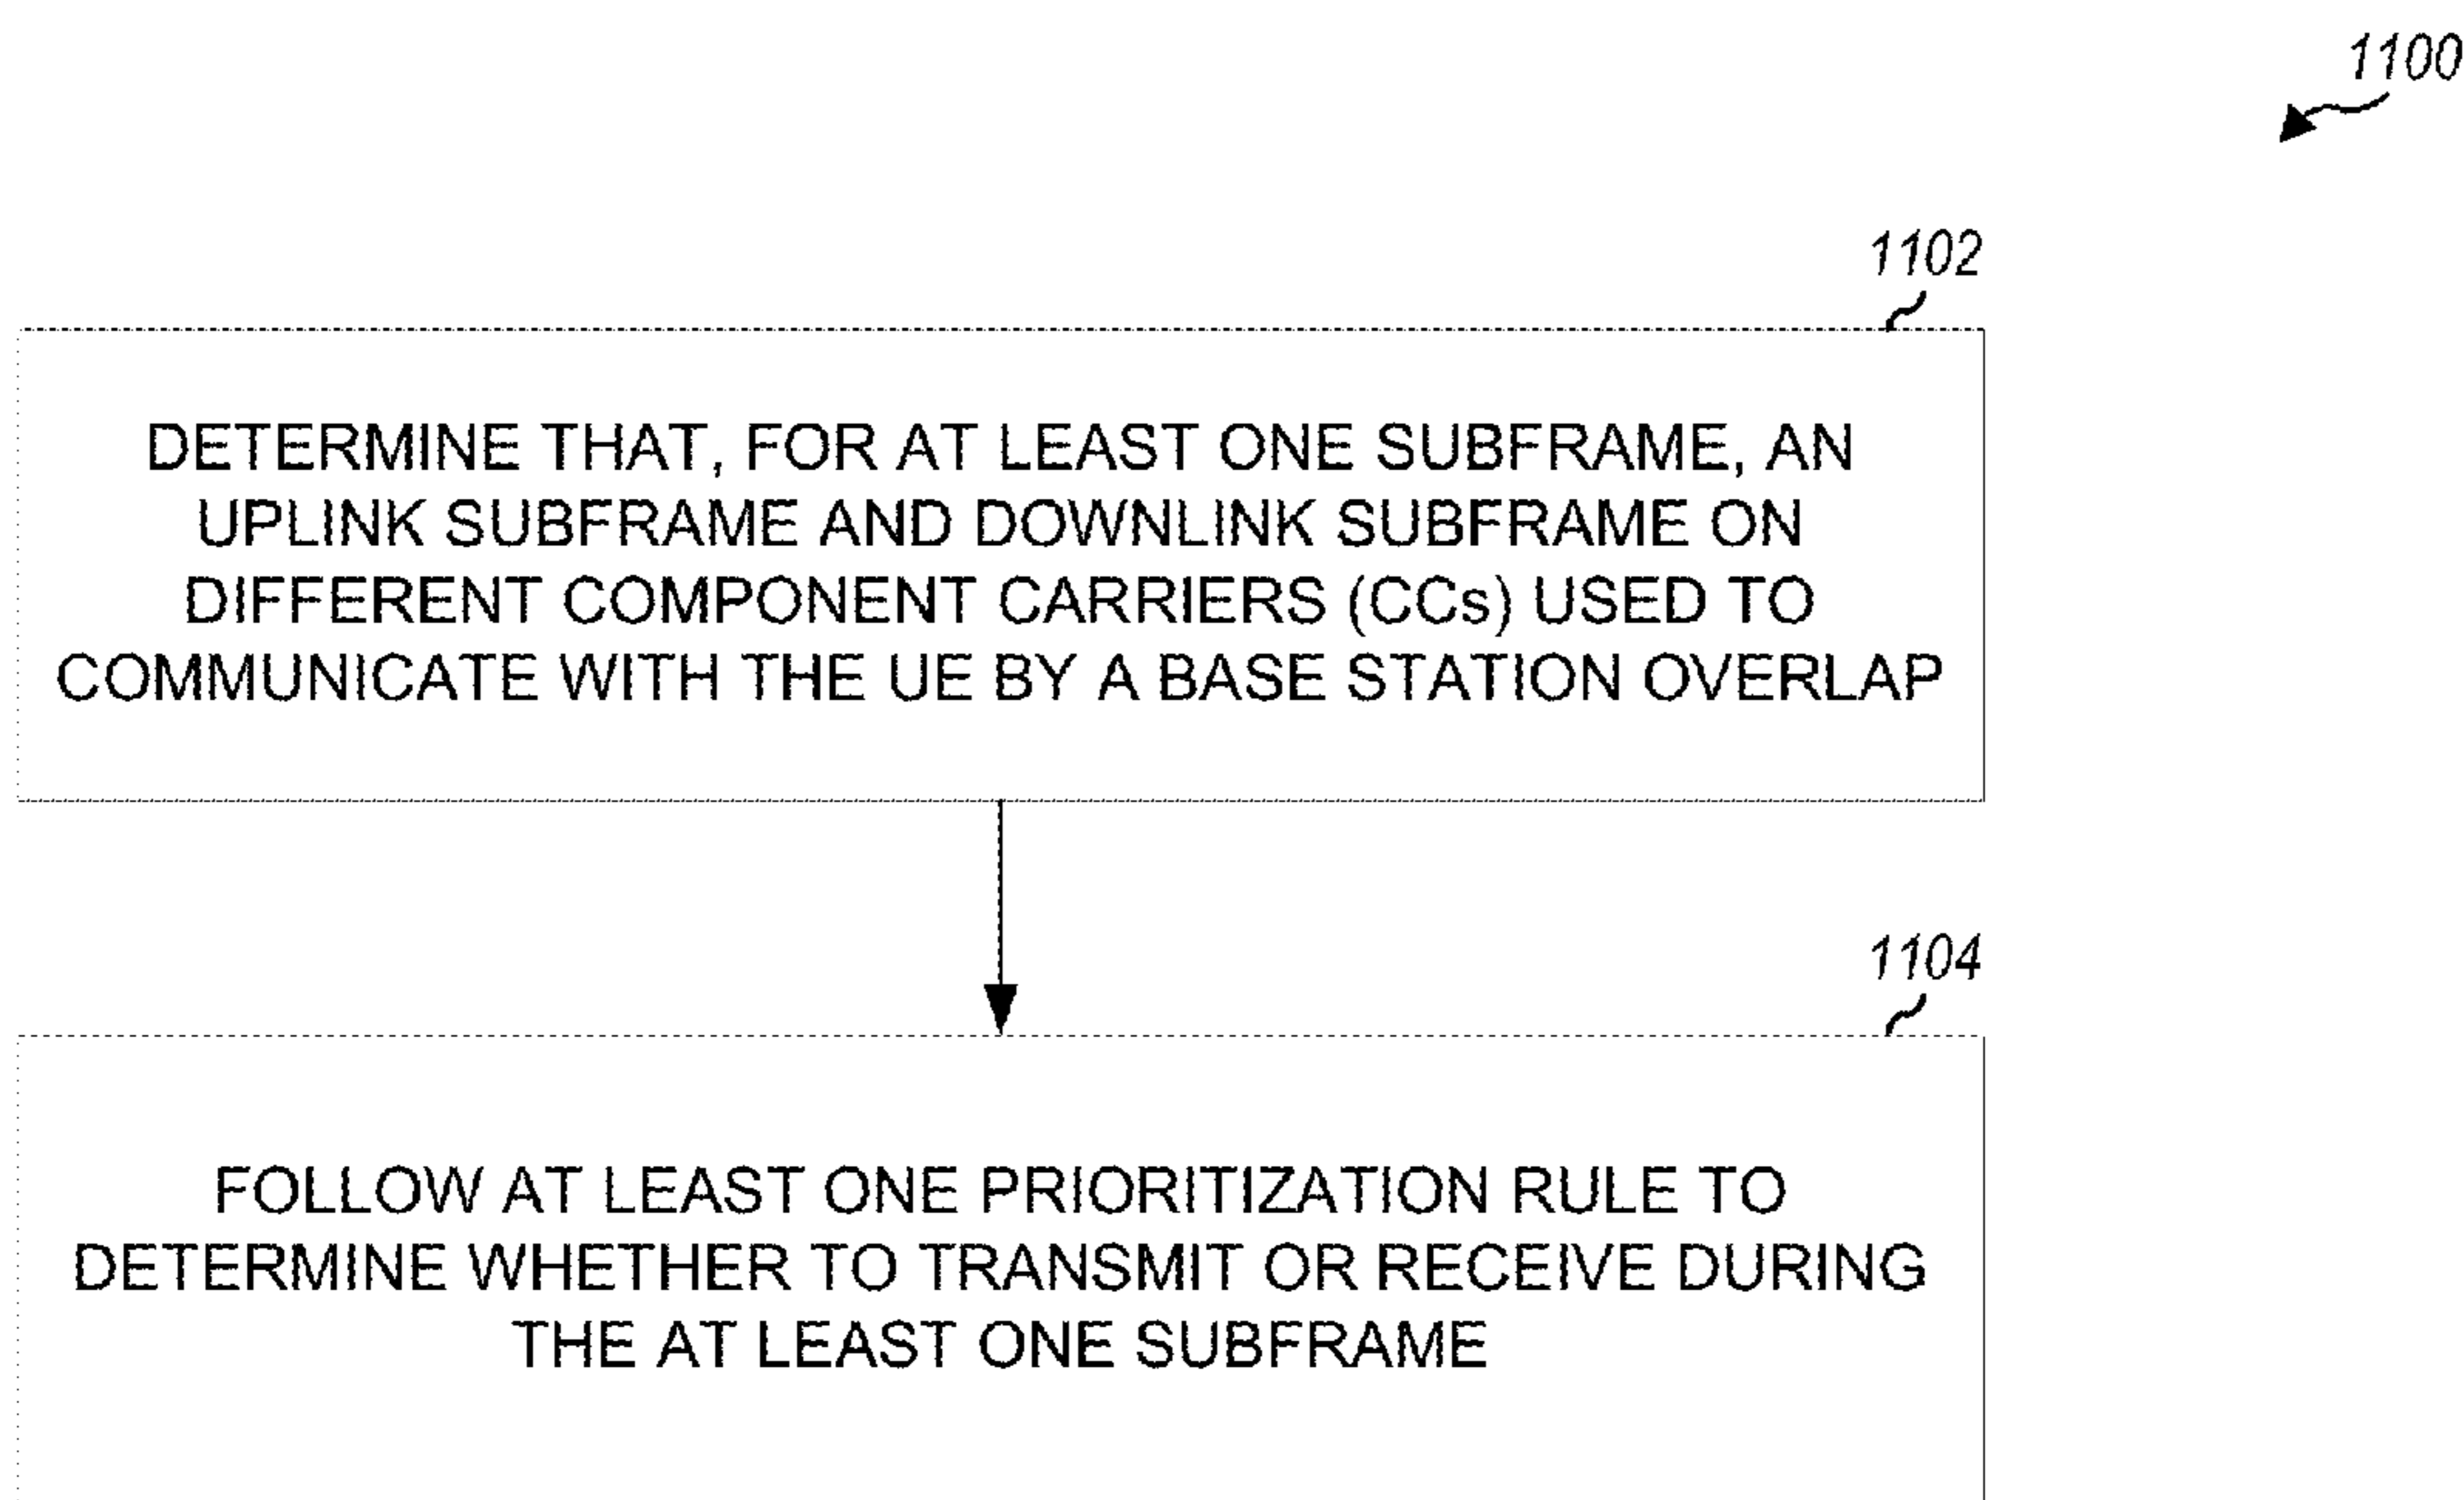 1100
1102
DETERMINE THAT, FOR AT LEAST ONE SUBFRAME, AN
UPLINK SUBFRAME AND DOWNLINK SUBFRAME ON
DIFFERENT COMPONENT CARRIERS (CCs) USED TO
COMMUNICATE WITH THE UE BY A BASE STATION OVERLAP
1104
FOLLOW AT LEAST ONE PRIORITIZATION RULE TO
DETERMINE WHETHER TO TRANSMIT OR RECEIVE DURING
THE AT LEAST ONE SUBFRAME